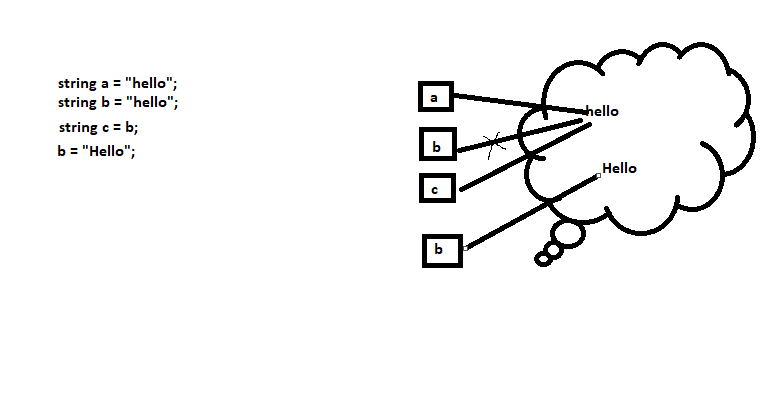 string a = "hello";
string b = "hello";
string c = b;
b = "Hello";
a
hello
b
Hello
c
b